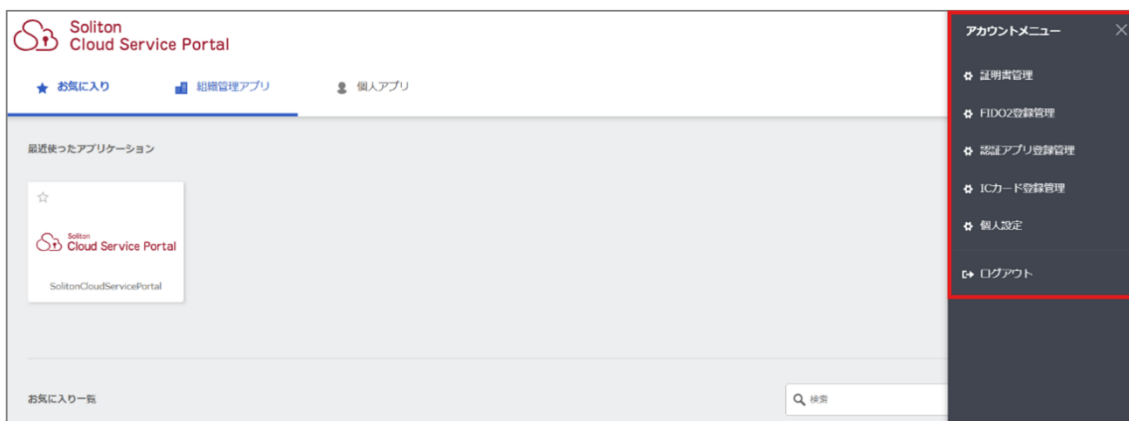 Soliton
Cloud Service Portal
お気に入り
組織管理アプリ
個人アプリ
最近使ったアプリケーション
Soliton
Cloud Service Portal
SolitonCloudServicePortal
お気に入り一覧
検索
アカウントメニュー
証明書管理
FIDO2登録管理
認証アプリ登録管理
ICカード登録管理
個人設定
ログアウト